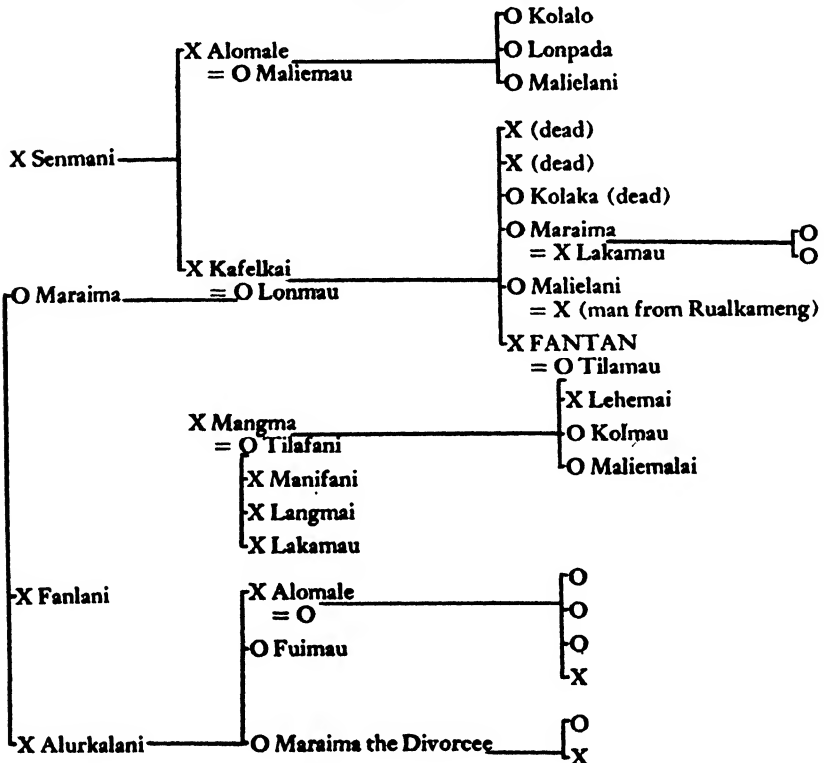 O Kolalo
X Alomale
O Lonpada
= O Maliemau
O Malielani
X (dead)
X Senmani
X (dead)
O Kolaka (dead)
O Maraima
O
= X Lakamau
O
X Kafelkai
O Malielani
O Maraima
= O Lonmau
= X (man from Rualkameng)
X FANTAN
= O Tilamau
X Mangma
X Lehemai
= O Tilafani
O Kolmau
X Manifani
O Maliemalai
X Langmai
X Lakamau
O
X Fanlani
X Alomale
= O
O
O Fuimau
O
X
O
X Alurkalani
O Maraima the Divorcee
X